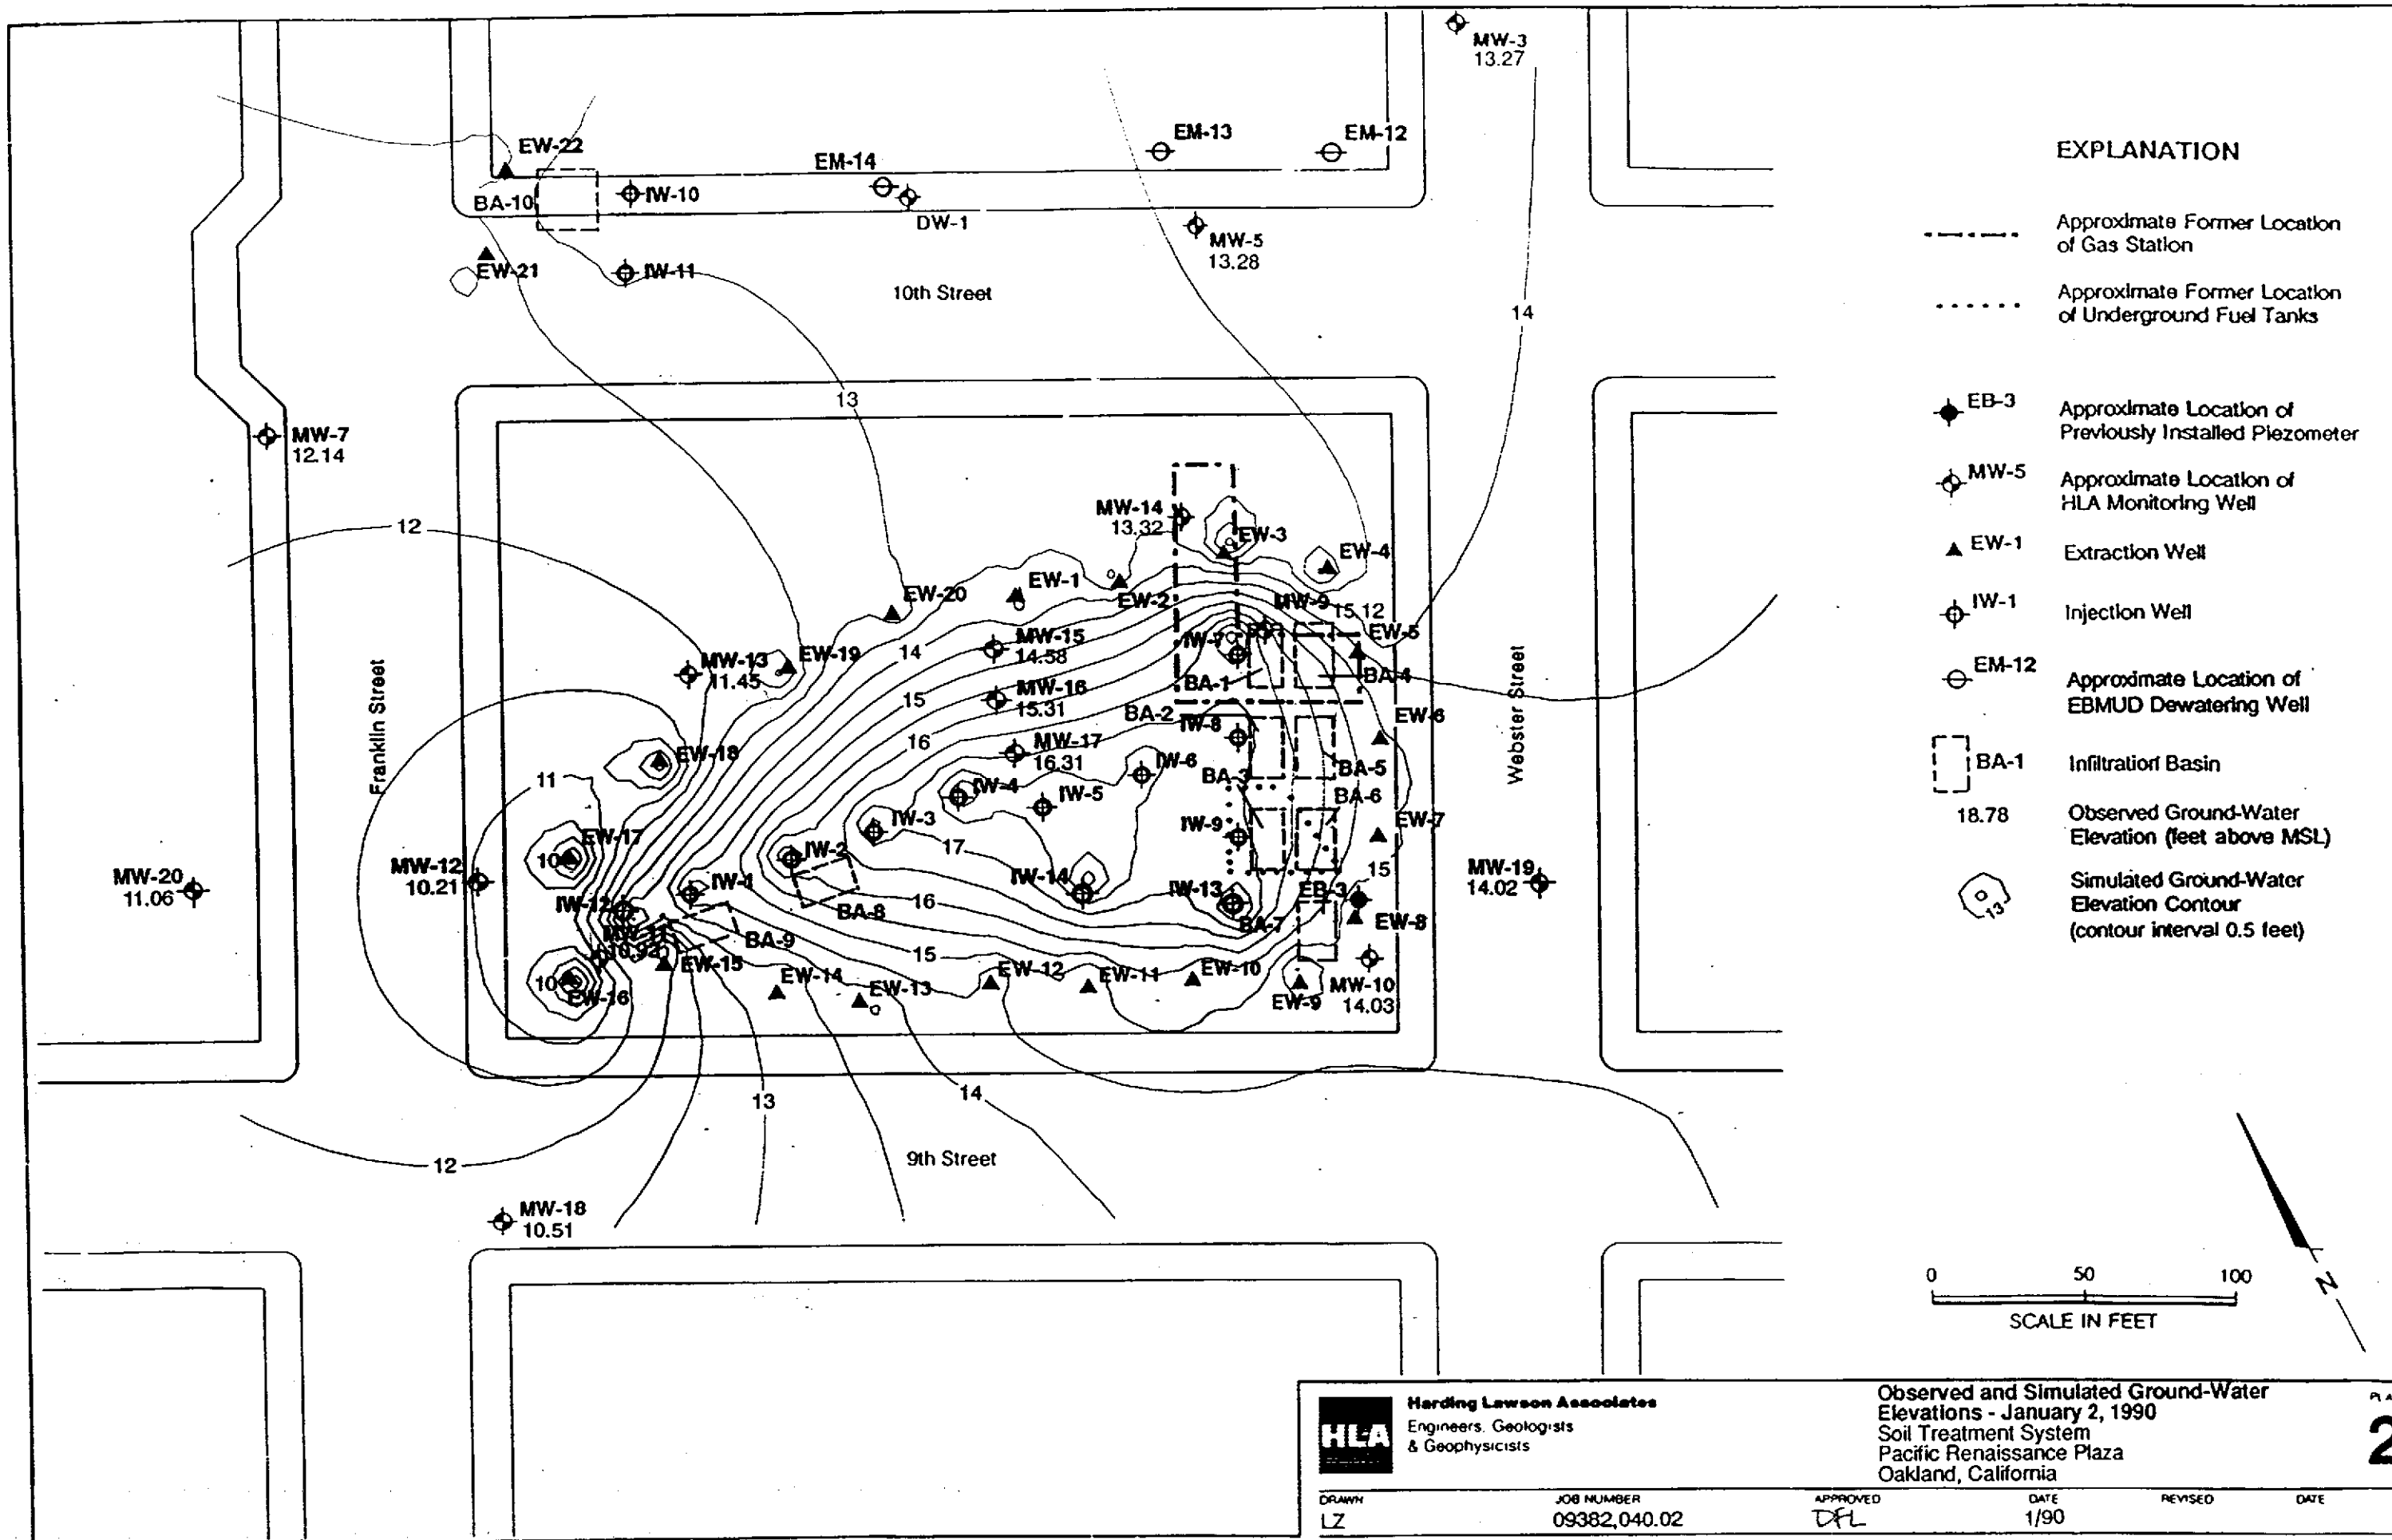 MW-3
13.27
EW-22
EM-14
EM-13
EM-12
BA-10
IW-10
DW-1
MW-5
13.28
EW-21
IW-11
10th Street
14
13
MW-7
12.14
12
MW-14
13.32
EW-3
EW-4
EW-1
EW-2
EW-20
MW-9
15.12
IW-7
EW-5
MW-15
14.58
14
MW-13
11.45
EW-19
BA-1
BA-4
15
MW-16
15.31
BA-2
IW-8
EW-6
Franklin Street
Webster Street
16
MW-17
16.31
EW-18
IW-6
BA-3
BA-5
11
IW-4
IW-5
BA-6
IW-3
IW-9
EW-7
EW-17
10
IW-2
17
MW-20
11.06
MW-12
10.21
IW-1
IW-14
IW-13
EB-3
15
MW-19
14.02
IW-12
BA-8
16
BA-7
EW-8
MW-11
10.92
BA-9
15
EW-15
EW-14
EW-13
EW-12
EW-11
EW-10
EW-9
MW-10
14.03
10
EW-16
13
14
12
9th Street
MW-18
10.51
EXPLANATION
Approximate Former Location
of Gas Station
Approximate Former Location
of Underground Fuel Tanks
EB-3
Approximate Location of
Previously Installed Piezometer
MW-5
Approximate Location of
HLA Monitoring Well
EW-1
Extraction Well
IW-1
Injection Well
EM-12
Approximate Location of
EBMUD Dewatering Well
BA-1
Infiltration Basin
18.78
Observed Ground-Water
Elevation (feet above MSL)
13
Simulated Ground-Water
Elevation Contour
(contour interval 0.5 feet)
N
0 50 100
SCALE IN FEET
HLA
Harding Lawson Associates
Engineers, Geologists
& Geophysicists
Observed and Simulated Ground-Water
Elevations - January 2, 1990
Soil Treatment System
Pacific Renaissance Plaza
Oakland, California
2
DRAWN
LZ
JOB NUMBER
09382,040.02
APPROVED
DFL
DATE
1/90
REVISED
DATE